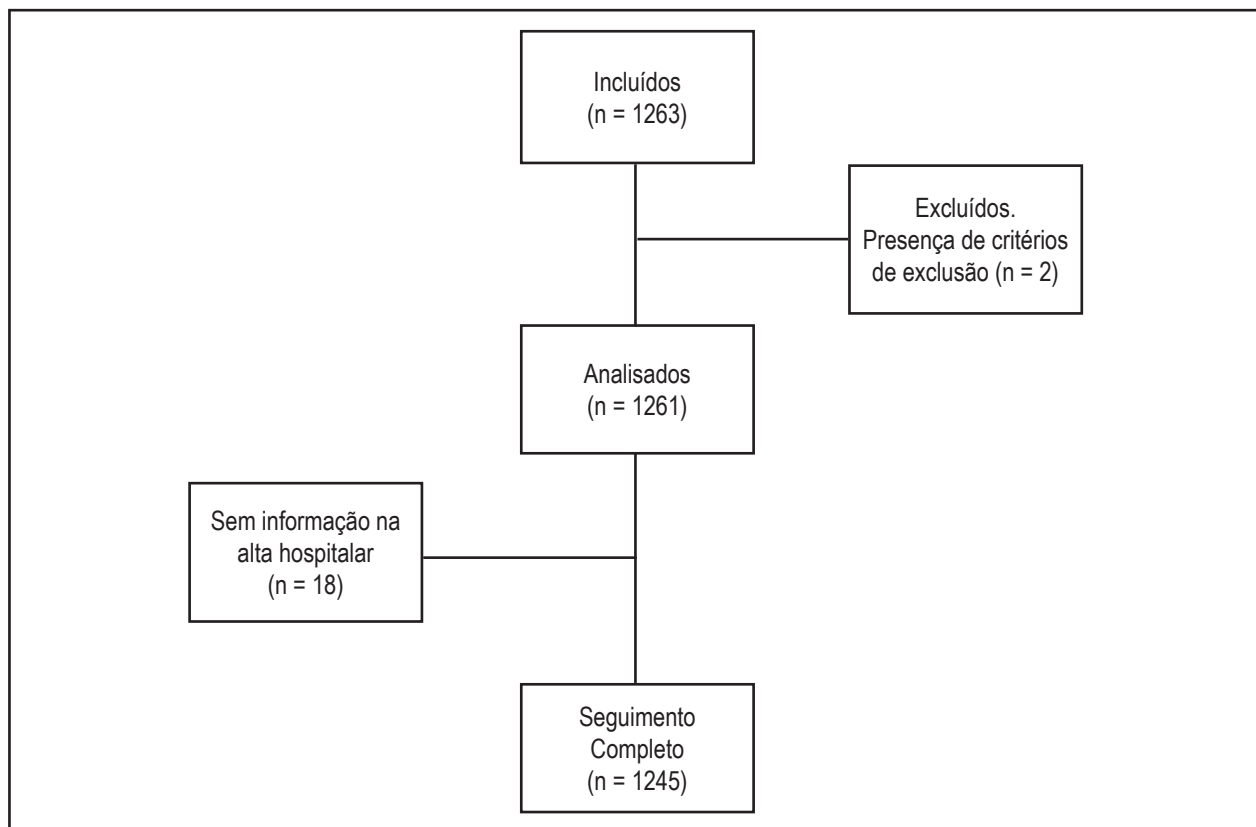 Incluídos
(n = 1263)
Excluídos.
Presença de critérios
de exclusão (n = 2)
Analisados
(n = 1261)
Sem informação na
alta hospitalar
(n = 18)
Seguimento
Completo
(n = 1245)